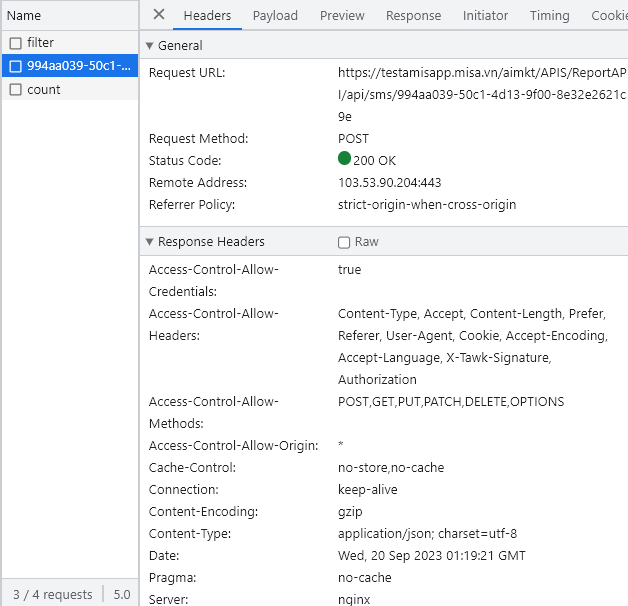 Name
Headers Payload Preview Response Initiator Timing Cookie
filter
994aa039-50c1-...
count
General
Request URL: https://testamisapp.misa.vn/aimkt/APIS/ReportAP
I/api/sms/994aa039-50c1-4d13-9f00-8e32e2621c
9e
Request Method: POST
Status Code: 200 OK
Remote Address: 103.53.90.204:443
Referrer Policy: strict-origin-when-cross-origin
Response Headers Raw
Access-Control-Allow- true
Credentials:
Access-Control-Allow- Content-Type, Accept, Content-Length, Prefer,
Headers: Referer, User-Agent, Cookie, Accept-Encoding,
Accept-Language, X-Tawk-Signature,
Authorization
Access-Control-Allow- POST,GET,PUT,PATCH,DELETE,OPTIONS
Methods:
Access-Control-Allow-Origin: *
Cache-Control: no-store,no-cache
Connection: keep-alive
Content-Encoding: gzip
Content-Type: application/json; charset=utf-8
Date: Wed, 20 Sep 2023 01:19:21 GMT
Pragma: no-cache
Server: nginx
3 / 4 requests 5.0